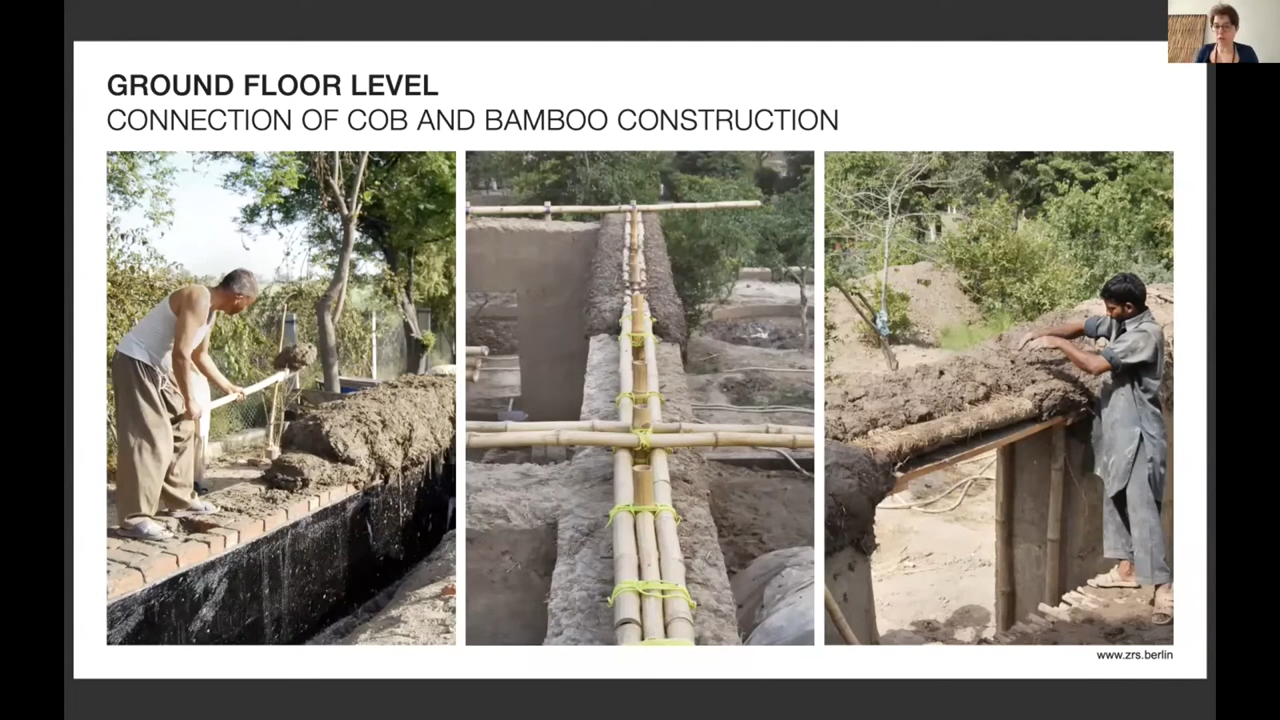 GROUND FLOOR LEVEL
CONNECTION OF COB AND BAMBOO CONSTRUCTION
www.zrs.berlin